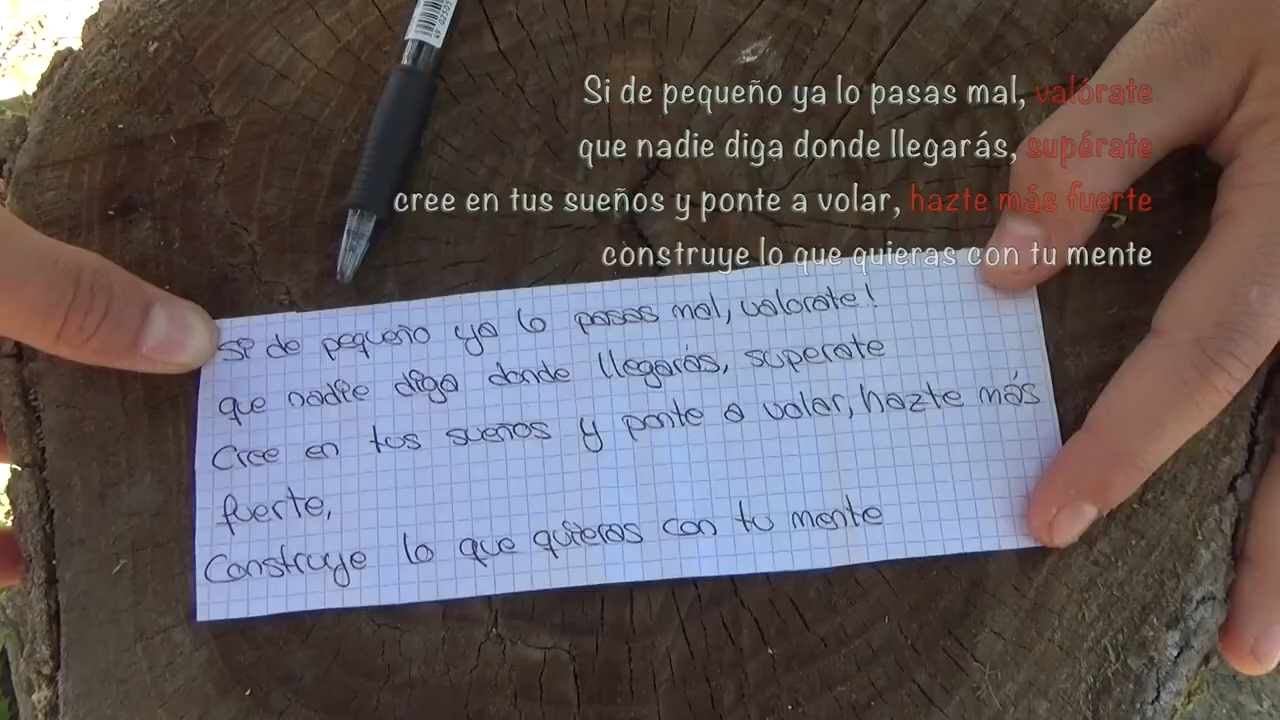 Si de pequeño ya lo pasas mal, valórate
que nadie diga donde llegarás, supérate
cree en tus sueños y ponte a volar, hazte más fuerte
construye lo que quieras con tu mente
Si de pequeño ya lo pasas mal, valorate!
que nadie diga donde llegarás, superate
Cree en tus sueños y ponte a volar, hazte más
fuerte,
Construye lo que quieras con tu mente